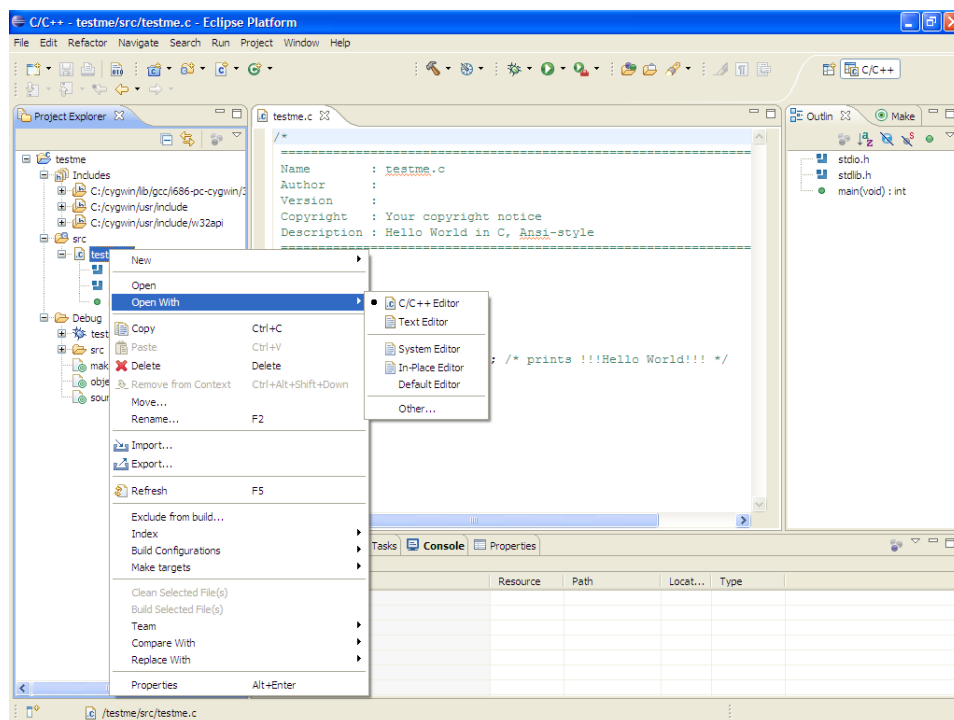 C/C++ - testme/src/testme.c - Eclipse Platform
File Edit Refactor Navigate Search Run Project Window Help
C/C++
Project Explorer
testme
Includes
C:/cygwin/lib/gcc/i686-pc-cygwin/3
C:/cygwin/usr/include
C:/cygwin/usr/include/w32api
src
test
Debug
test
src
mak
obje
sour
testme.c
/*
============================================================
Name : testme.c
Author :
Version :
Copyright : Your copyright notice
Description : Hello World in C, Ansi-style
============================================================
; /* prints !!!Hello World!!! */
Outlin Make
stdio.h
stdlib.h
main(void) : int
New
Open
Open With
Copy Ctrl+C
Paste Ctrl+V
Delete Delete
Remove from Context Ctrl+Alt+Shift+Down
Move...
Rename... F2
Import...
Export...
Refresh F5
Exclude from build...
Index
Build Configurations
Make targets
Clean Selected File(s)
Build Selected File(s)
Team
Compare With
Replace With
Properties Alt+Enter
C/C++ Editor
Text Editor
System Editor
In-Place Editor
Default Editor
Other...
Tasks Console Properties
Resource Path Locat... Type
/testme/src/testme.c